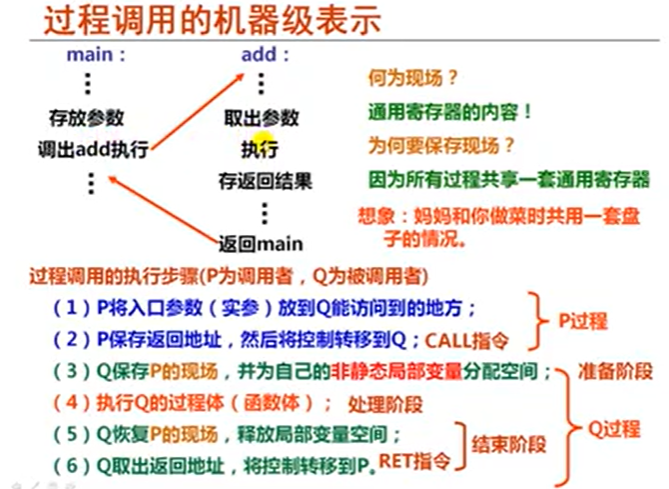 过程调用的机器级表示
main：
add：
存放参数
取出参数
调出add执行
执行
存返回结果
返回main
何为现场？
通用寄存器的内容！
为何要保存现场？
因为所有过程共享一套通用寄存器
想象：妈妈和你做菜时共用一套盘
子的情况。
过程调用的执行步骤(P为调用者，Q为被调用者)
（1）P将入口参数（实参）放到Q能访问到的地方；
（2）P保存返回地址，然后将控制转移到Q；CALL指令
P过程
（3）Q保存P的现场，并为自己的非静态局部变量分配空间；
准备阶段
（4）执行Q的过程体（函数体）；
处理阶段
（5）Q恢复P的现场，释放局部变量空间；
（6）Q取出返回地址，将控制转移到P。RET指令
结束阶段
Q过程